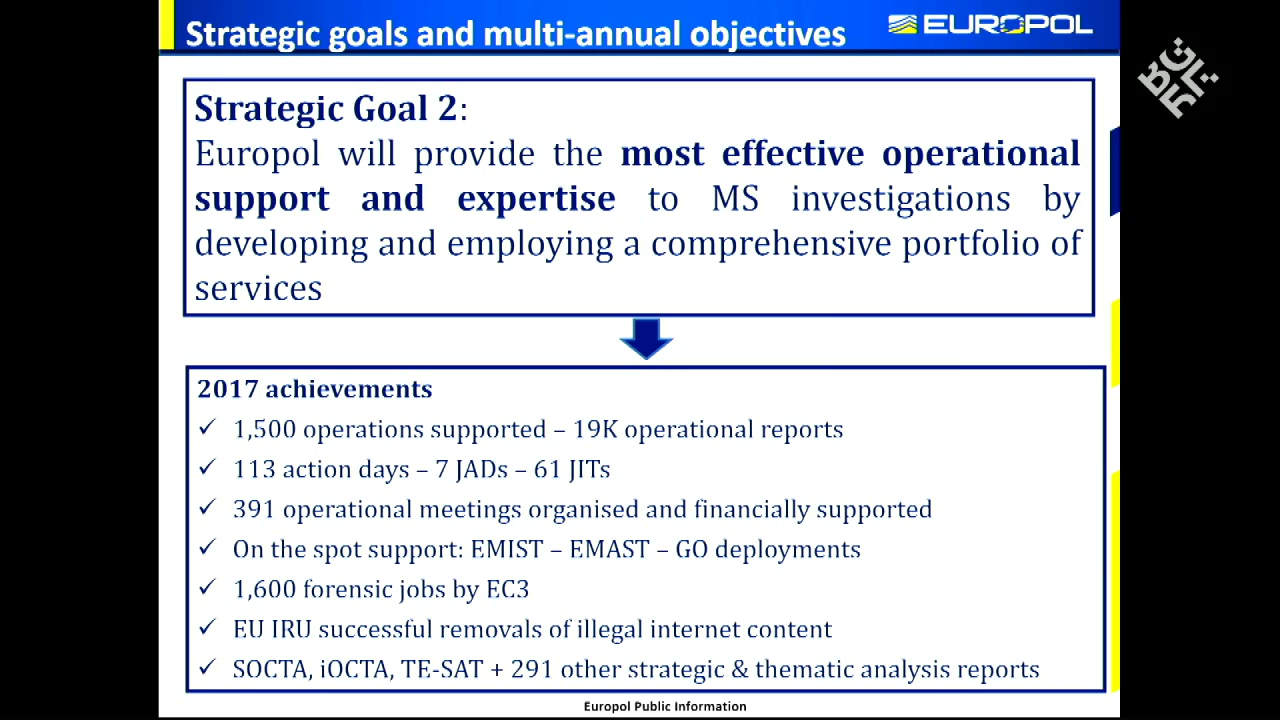 Strategic goals and multi-annual objectives
EUROPOL
Strategic Goal 2:
Europol will provide the most effective operational
support and expertise to MS investigations by
developing and employing a comprehensive portfolio of
services
2017 achievements
✓ 1,500 operations supported – 19K operational reports
✓ 113 action days – 7 JADs – 61 JITs
✓ 391 operational meetings organised and financially supported
✓ On the spot support: EMIST – EMAST – GO deployments
✓ 1,600 forensic jobs by EC3
✓ EU IRU successful removals of illegal internet content
✓ SOCTA, iOCTA, TE-SAT + 291 other strategic & thematic analysis reports
Europol Public Information